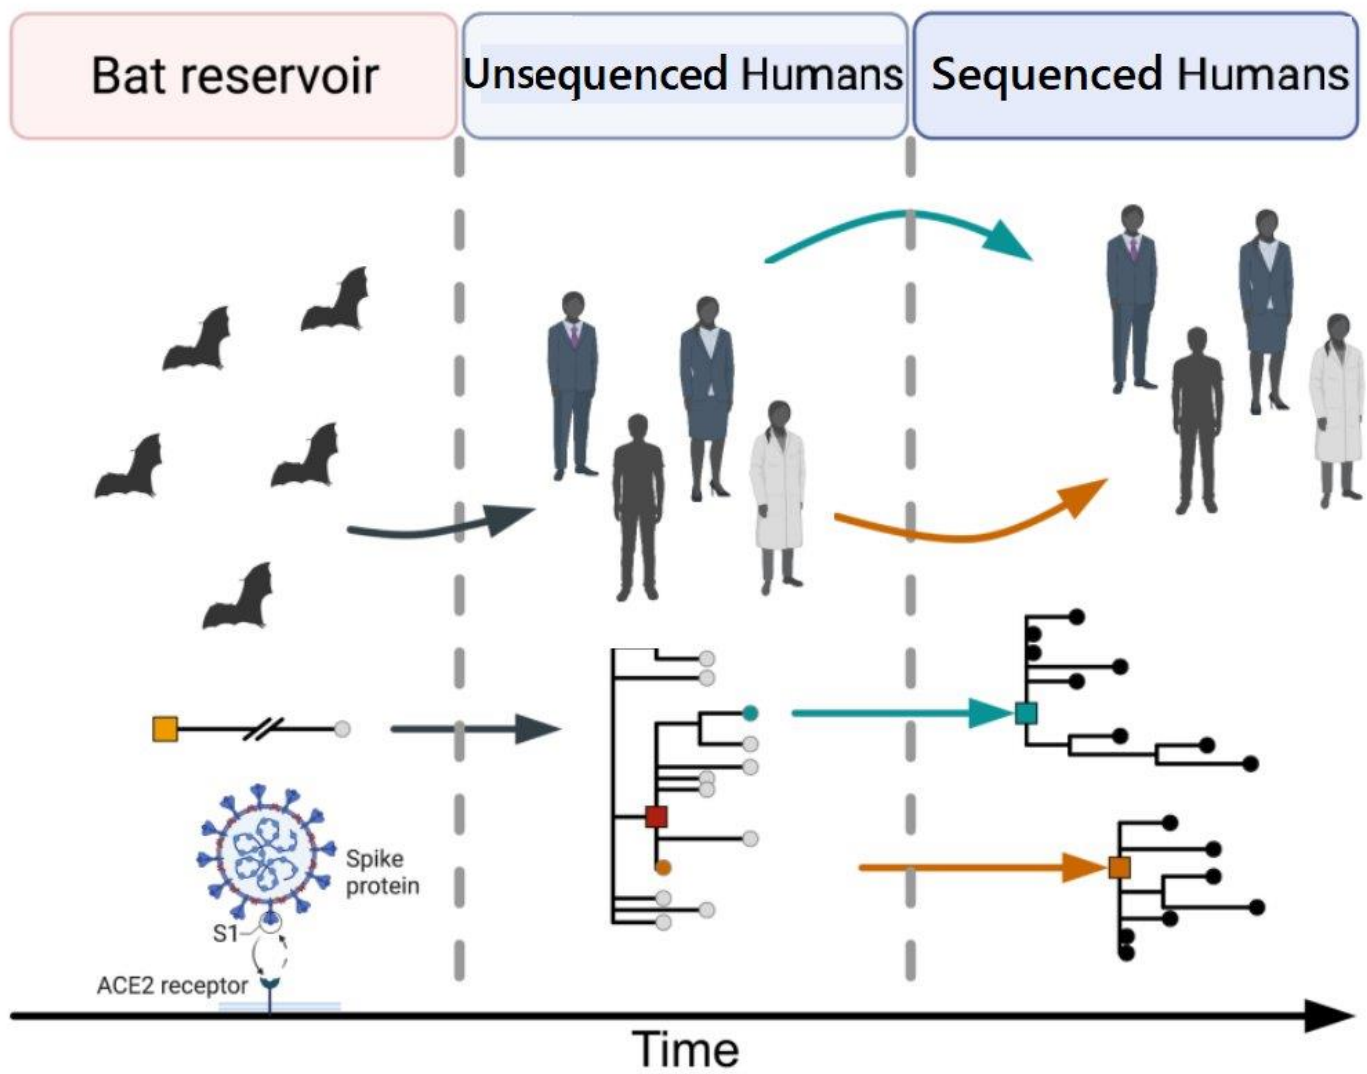 Bat reservoir
Unsequenced Humans
Sequenced Humans
Spike
protein
S1
ACE2 receptor
Time